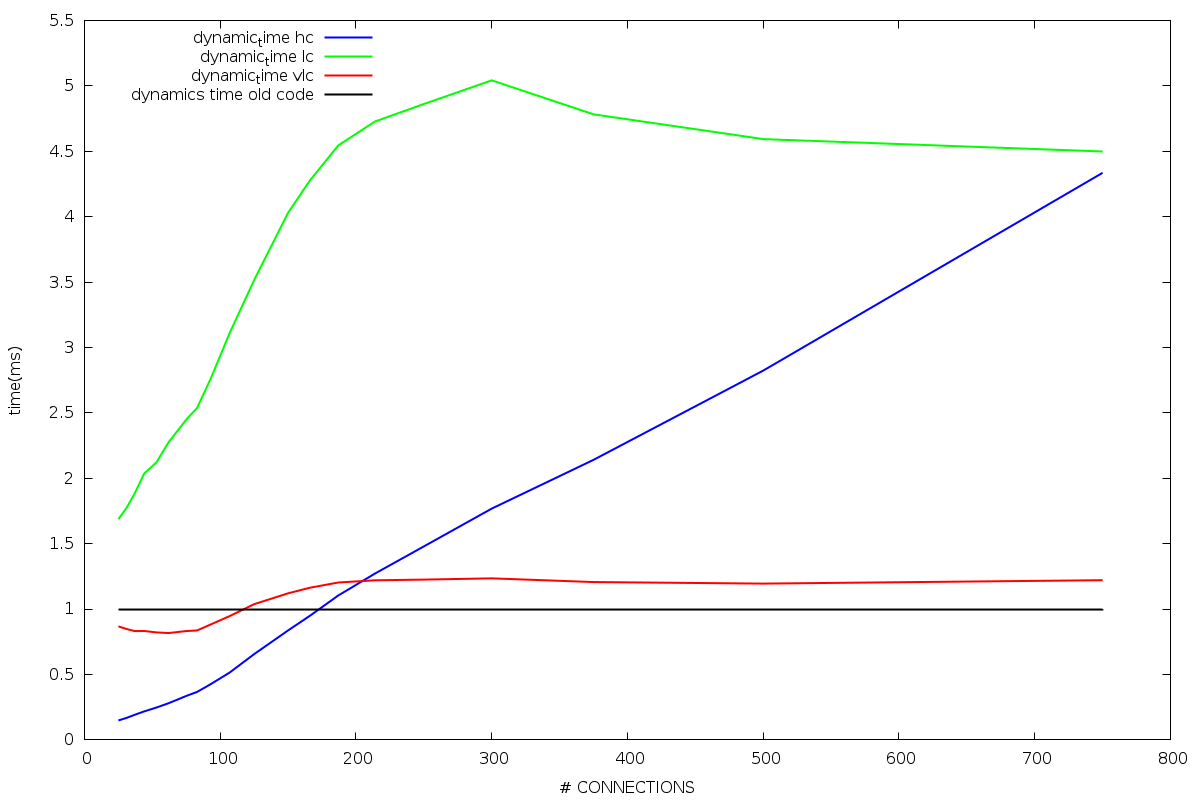 dynamic_time hc
dynamic_time lc
dynamic_time vlc
dynamics time old code
5.5
5
4.5
4
3.5
3
2.5
2
1.5
1
0.5
0
time(ms)
0 100 200 300 400 500 600 700 800
# CONNECTIONS